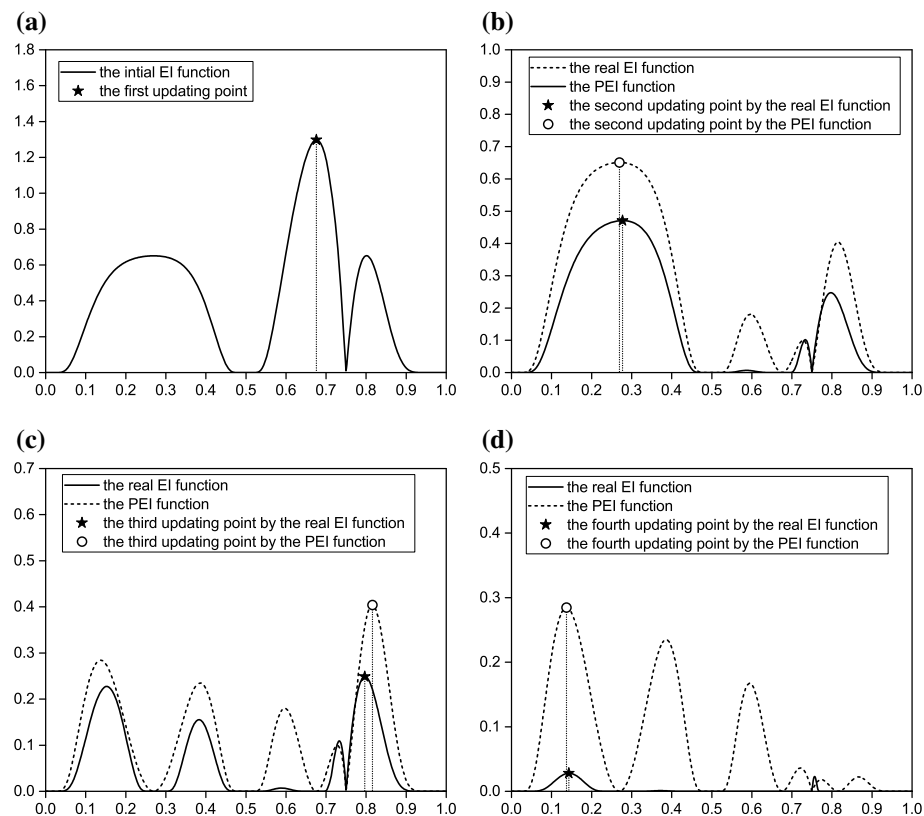 (a)
1.8
1.6
1.4
1.2
1.0
0.8
0.6
0.4
0.2
0.0
the intial EI function
the first updating point
0.0 0.1 0.2 0.3 0.4 0.5 0.6 0.7 0.8 0.9 1.0
(b)
1.0
0.9
0.8
0.7
0.6
0.5
0.4
0.3
0.2
0.1
0.0
the real EI function
the PEI function
the second updating point by the real EI function
the second updating point by the PEI function
0.0 0.1 0.2 0.3 0.4 0.5 0.6 0.7 0.8 0.9 1.0
(c)
0.7
0.6
0.5
0.4
0.3
0.2
0.1
0.0
the real EI function
the PEI function
the third updating point by the real EI function
the third updating point by the PEI function
0.0 0.1 0.2 0.3 0.4 0.5 0.6 0.7 0.8 0.9 1.0
(d)
0.5
0.4
0.3
0.2
0.1
0.0
the real EI function
the PEI function
the fourth updating point by the real EI function
the fourth updating point by the PEI function
0.0 0.1 0.2 0.3 0.4 0.5 0.6 0.7 0.8 0.9 1.0